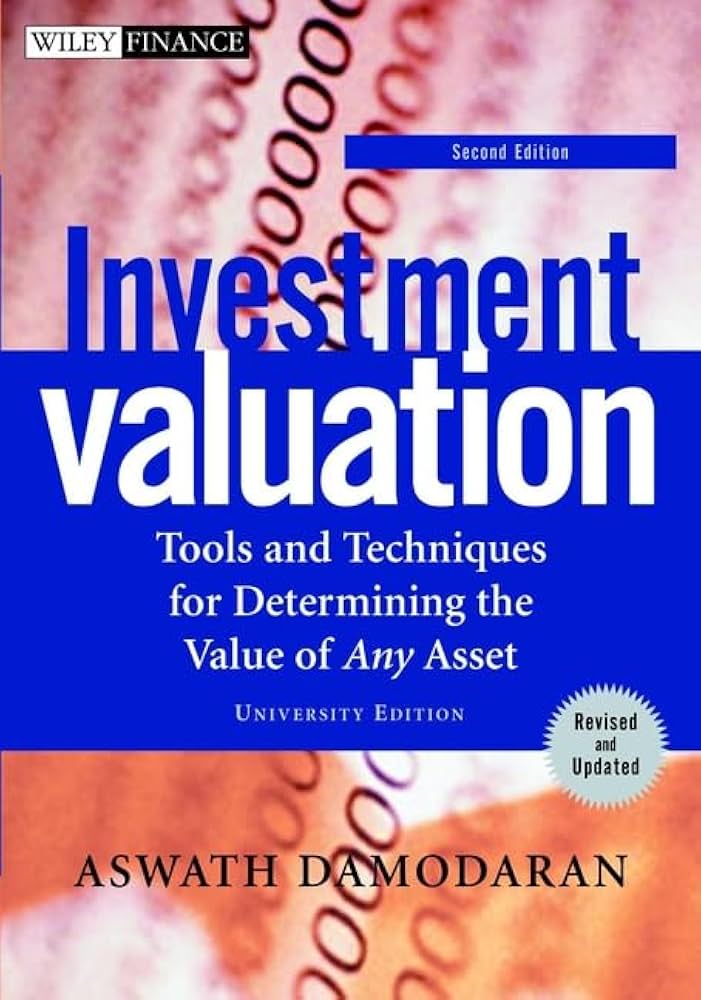 WILEY FINANCE
Second Edition
Investment
valuation
Tools and Techniques
for Determining the
Value of Any Asset
UNIVERSITY EDITION
Revised
and
Updated
ASWATH DAMODARAN